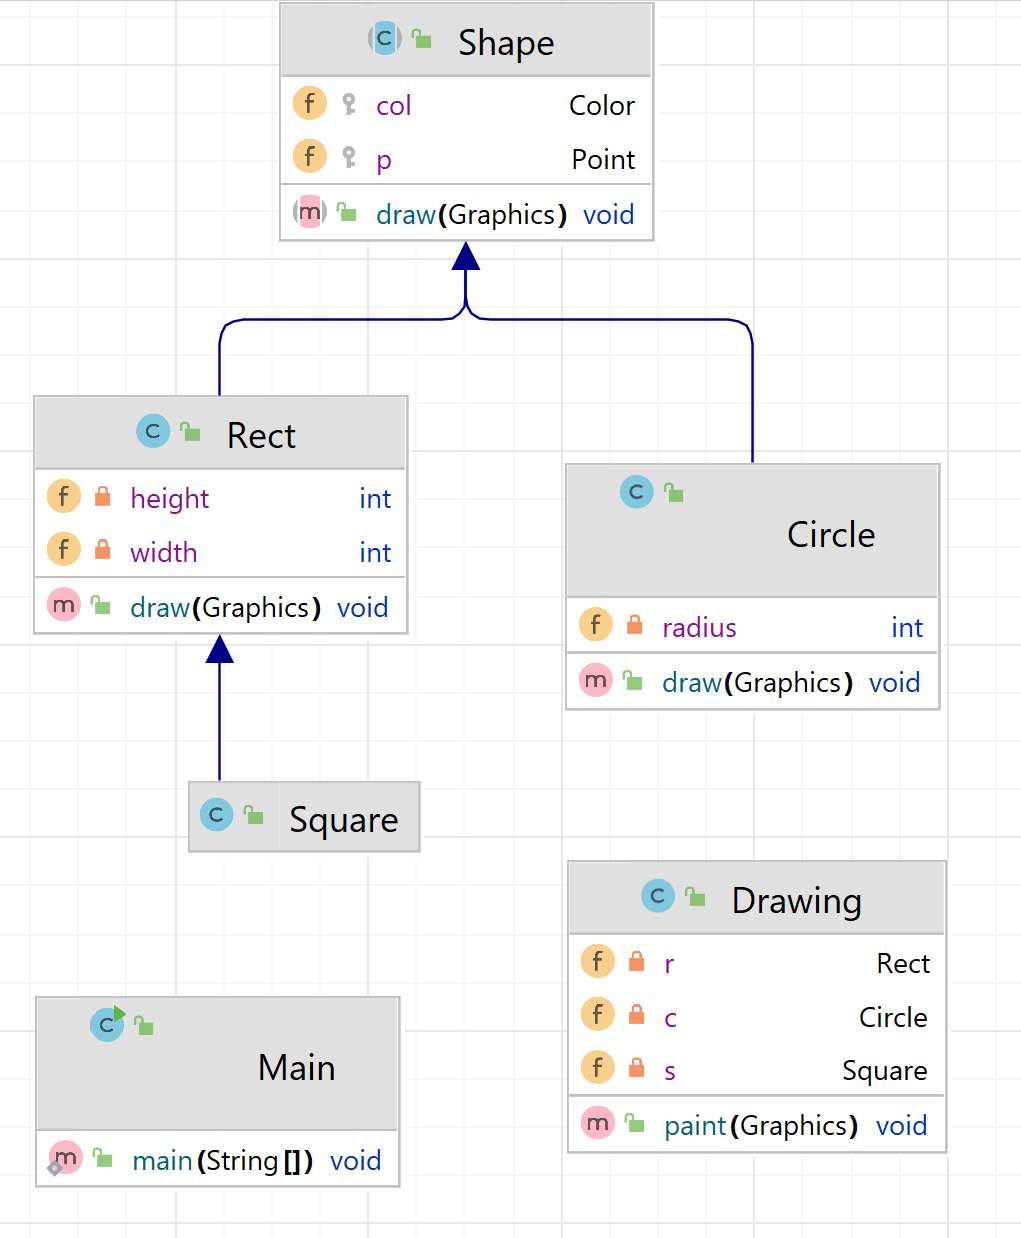 Shape
col Color
p Point
draw(Graphics) void
Rect
height int
width int
draw(Graphics) void
Circle
radius int
draw(Graphics) void
Square
Drawing
r Rect
c Circle
s Square
paint(Graphics) void
Main
main(String[]) void